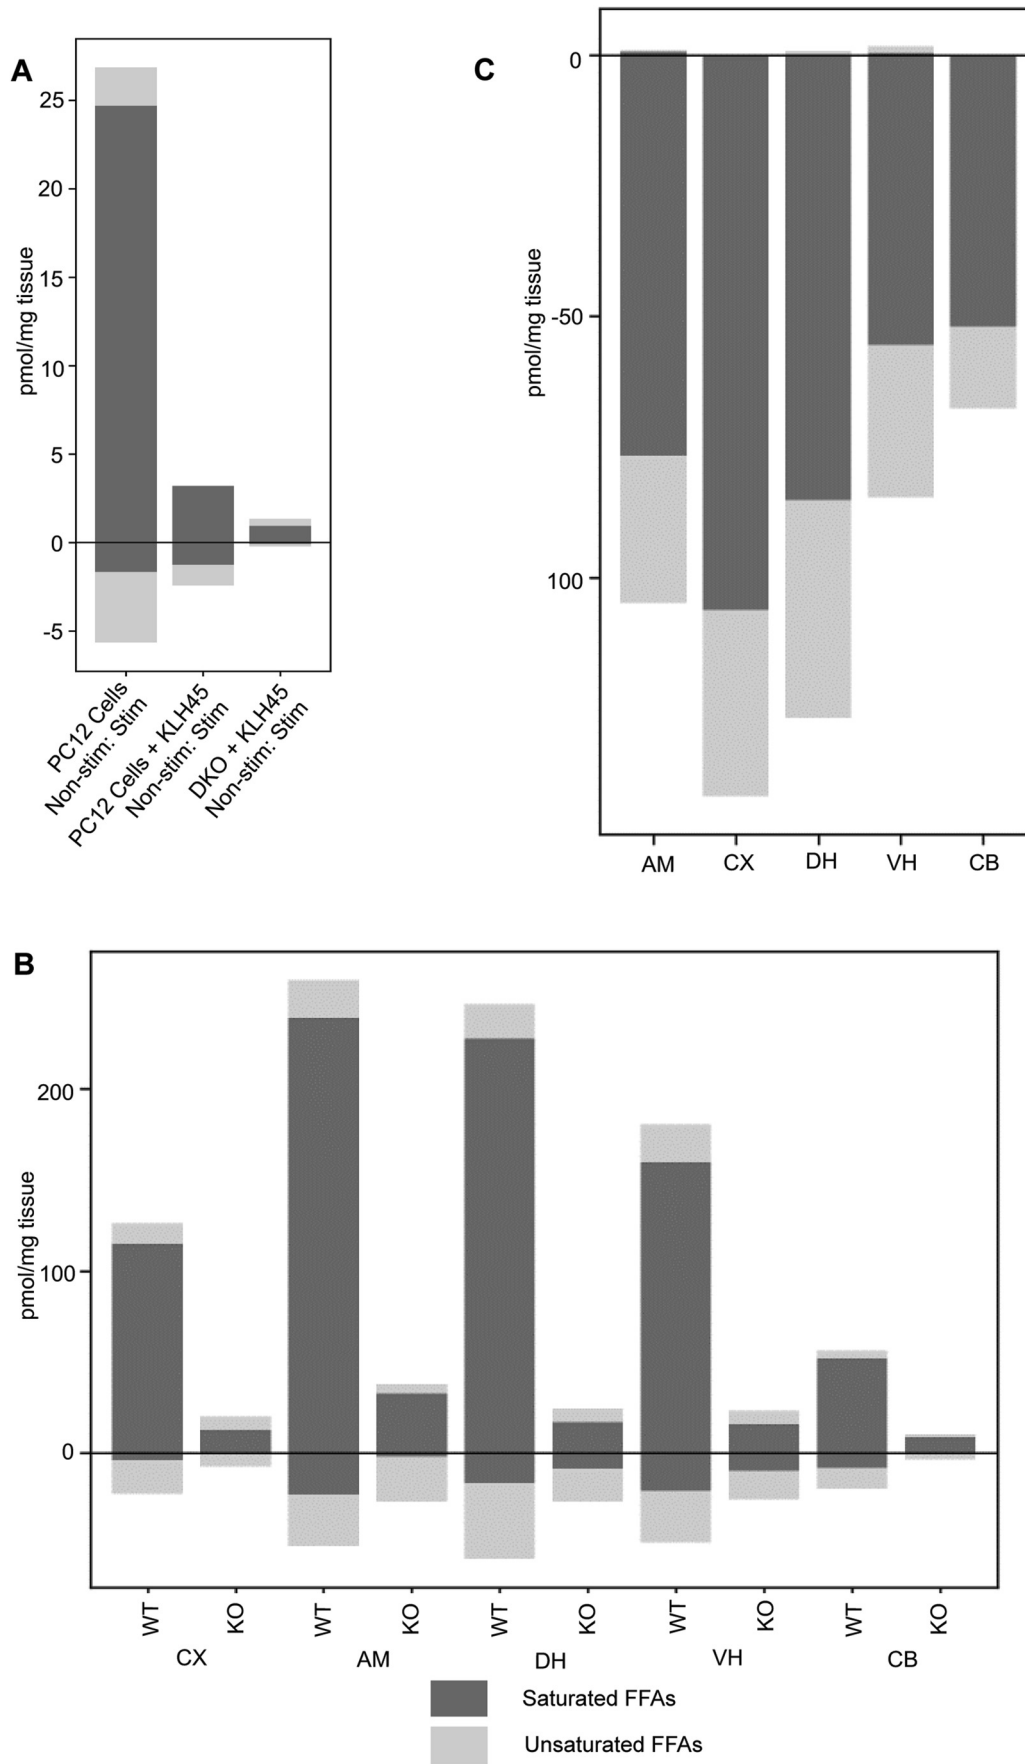 A
pmol/mg tissue
25
20
15
10
5
0
-5
PC12 Cells
Non-stim: Stim
PC12 Cells + KLH45
Non-stim: Stim
DKO + KLH45
Non-stim: Stim
C
pmol/mg tissue
0
-50
100
AM CX DH VH CB
B
pmol/mg tissue
200
100
0
WT KO WT KO WT KO WT KO WT KO
CX AM DH VH CB
Saturated FFAs
Unsaturated FFAs